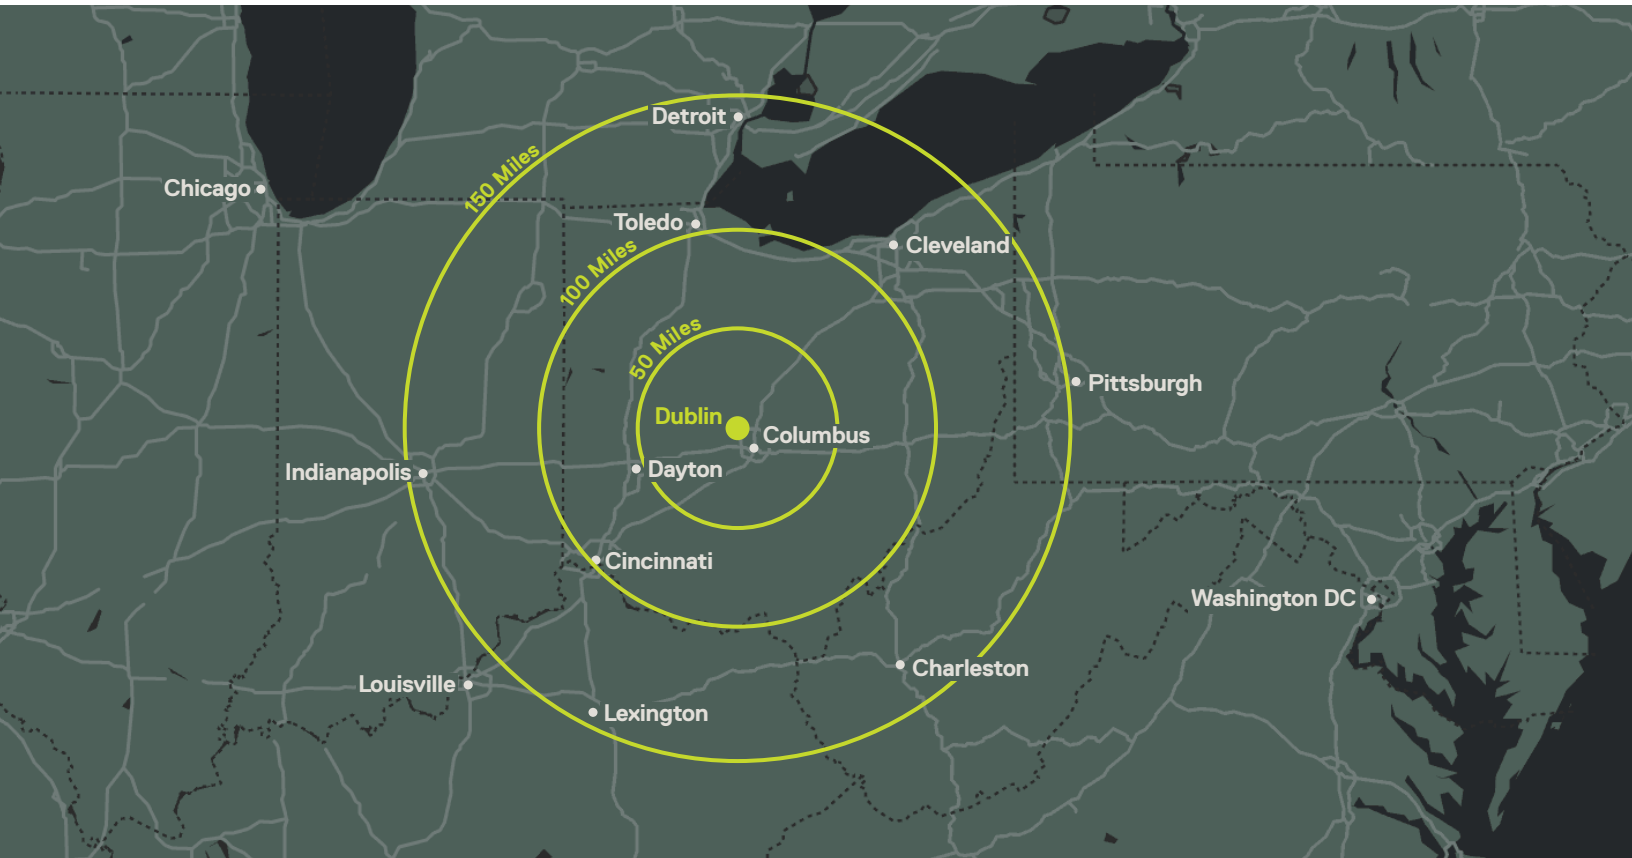 Detroit
150 Miles
Chicago
Toledo
Cleveland
100 Miles
50 Miles
Pittsburgh
Dublin
Columbus
Dayton
Indianapolis
Cincinnati
Washington DC
Charleston
Louisville
Lexington